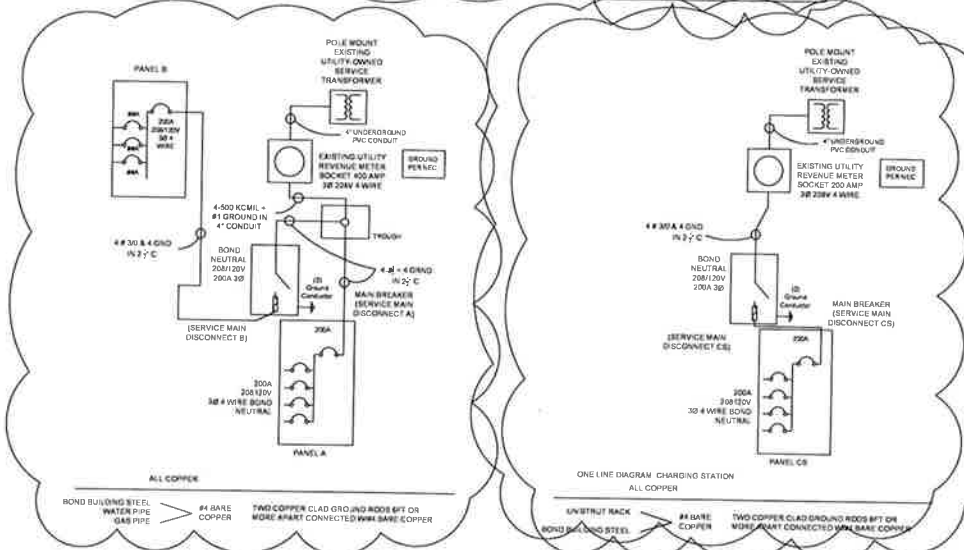 POLE MOUNT
EXISTING
UTILITY-OWNED
SERVICE
TRANSFORMER
PANEL B
200A
208/120V
3Ø 4
WIRE
4" UNDERGROUND
PVC CONDUIT
EXISTING UTILITY
REVENUE METER
SOCKET 400 AMP
3Ø 208V 4 WIRE
GROUND
PER NEC
4-500 KCMIL +
#1 GROUND IN
4" CONDUIT
TROUGH
4 # 3/0 & 4 GND
IN 2½" C
BOND
NEUTRAL
208/120V
200A 3Ø
(2)
Ground
Conductor
+ 4 GRND
IN 2½" C
MAIN BREAKER
(SERVICE MAIN
DISCONNECT A)
(SERVICE MAIN
DISCONNECT B)
200A
200A
208/120V
3Ø 4 WIRE BOND
NEUTRAL
PANEL A
ALL COPPER
BOND BUILDING STEEL
WATER PIPE
GAS PIPE
#4 BARE
COPPER
TWO COPPER CLAD GROUND RODS 6FT OR
MORE APART CONNECTED W/#4 BARE COPPER
POLE MOUNT
EXISTING
UTILITY-OWNED
SERVICE
TRANSFORMER
4" UNDERGROUND
PVC CONDUIT
EXISTING UTILITY
REVENUE METER
SOCKET 200 AMP
3Ø 208V 4 WIRE
GROUND
PER NEC
4 # 3/0 & 4 GND
IN 2½" C
BOND
NEUTRAL
208/120V
200A 3Ø
(2)
Ground
Conductor
MAIN BREAKER
(SERVICE MAIN
DISCONNECT CS)
(SERVICE MAIN
DISCONNECT CS)
200A
200A
208/120V
3Ø 4 WIRE BOND
NEUTRAL
PANEL CS
ONE LINE DIAGRAM CHARGING STATION
ALL COPPER
UNISTRUT RACK
BOND BUILDING STEEL
#4 BARE
COPPER
TWO COPPER CLAD GROUND RODS 6FT OR
MORE APART CONNECTED W/#4 BARE COPPER